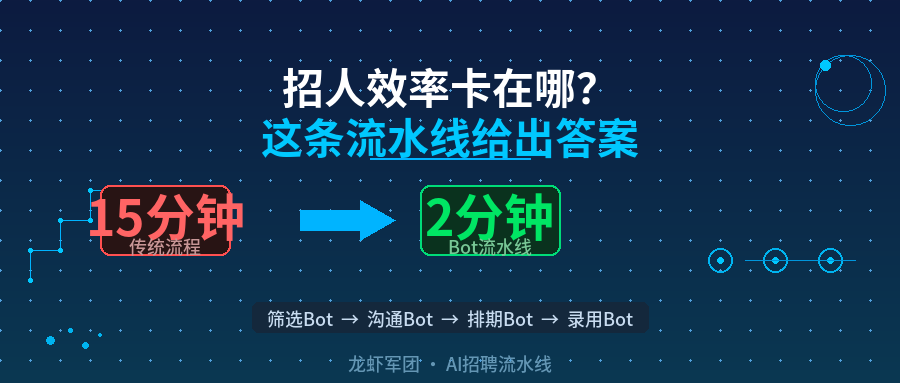 招人效率卡在哪?
这条流水线给出答案
15分钟
2分钟
传统流程
Bot流水线
筛选Bot → 沟通Bot → 排期Bot → 录用Bot
龙虾军团 · AI招聘流水线